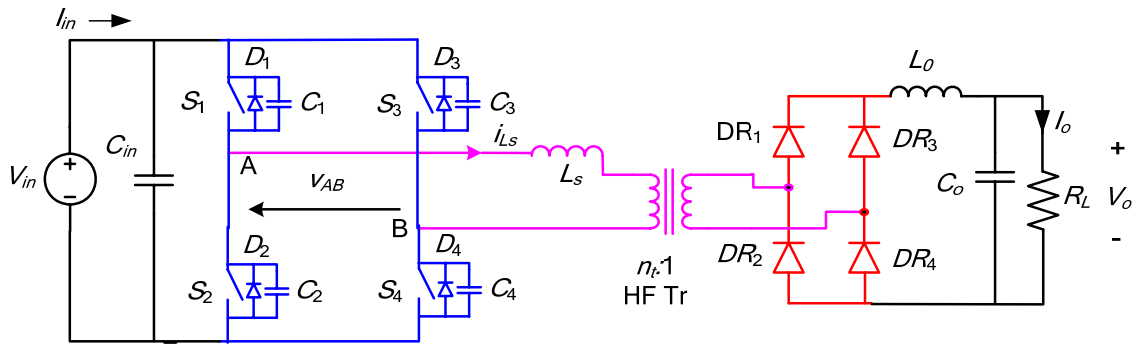 I_in
V_in
C_in
D_1
S_1
C_1
D_3
S_3
C_3
A
i_Ls
L_s
v_AB
B
D_2
S_2
C_2
D_4
S_4
C_4
n_t:1
HF Tr
DR_1
DR_3
DR_2
DR_4
L_0
I_o
C_o
R_L
+
V_o
-